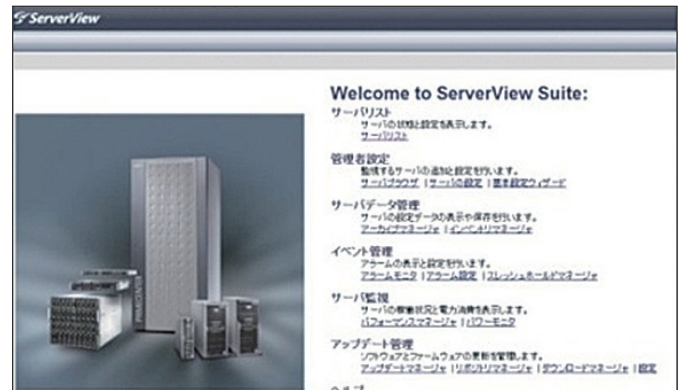 ServerView
Welcome to ServerView Suite:
サーバリスト
サーバの状態と設定を表示します。
サーバリスト
管理者設定
監視するサーバの追加と設定を行います。
サーバブラウザ | サーバの設定 | 基本設定ウィザード
サーバデータ管理
サーバの設定データの表示や保存を行います。
アーカイブマネージャ | インベントリマネージャ
イベント管理
アラームの表示と設定を行います。
アラームモニタ | アラーム設定 | スレッショールドマネージャ
サーバ監視
サーバの稼働状況と電力消費を表示します。
パフォーマンスマネージャ | パワーモニタ
アップデート管理
ソフトウェアとファームウェアの更新を管理します。
アップデートマネージャ | リポジトリマネージャ | ダウンロードマネージャ | 設定
PRIMERGY